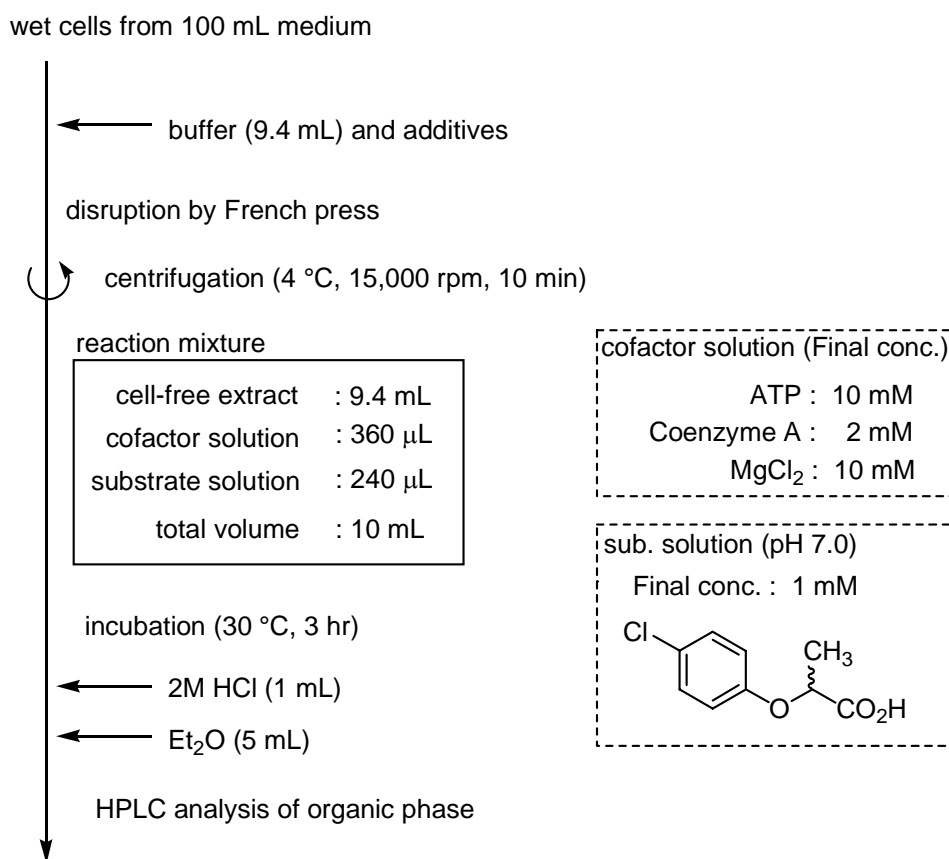 wet cells from 100 mL medium
buffer (9.4 mL) and additives
disruption by French press
centrifugation (4 °C, 15,000 rpm, 10 min)
reaction mixture
cell-free extract : 9.4 mL
cofactor solution : 360 μL
substrate solution : 240 μL
total volume : 10 mL
cofactor solution (Final conc.)
ATP : 10 mM
Coenzyme A : 2 mM
MgCl2 : 10 mM
sub. solution (pH 7.0)
Final conc. : 1 mM
Cl
CH3
O
CO2H
incubation (30 °C, 3 hr)
2M HCl (1 mL)
Et2O (5 mL)
HPLC analysis of organic phase